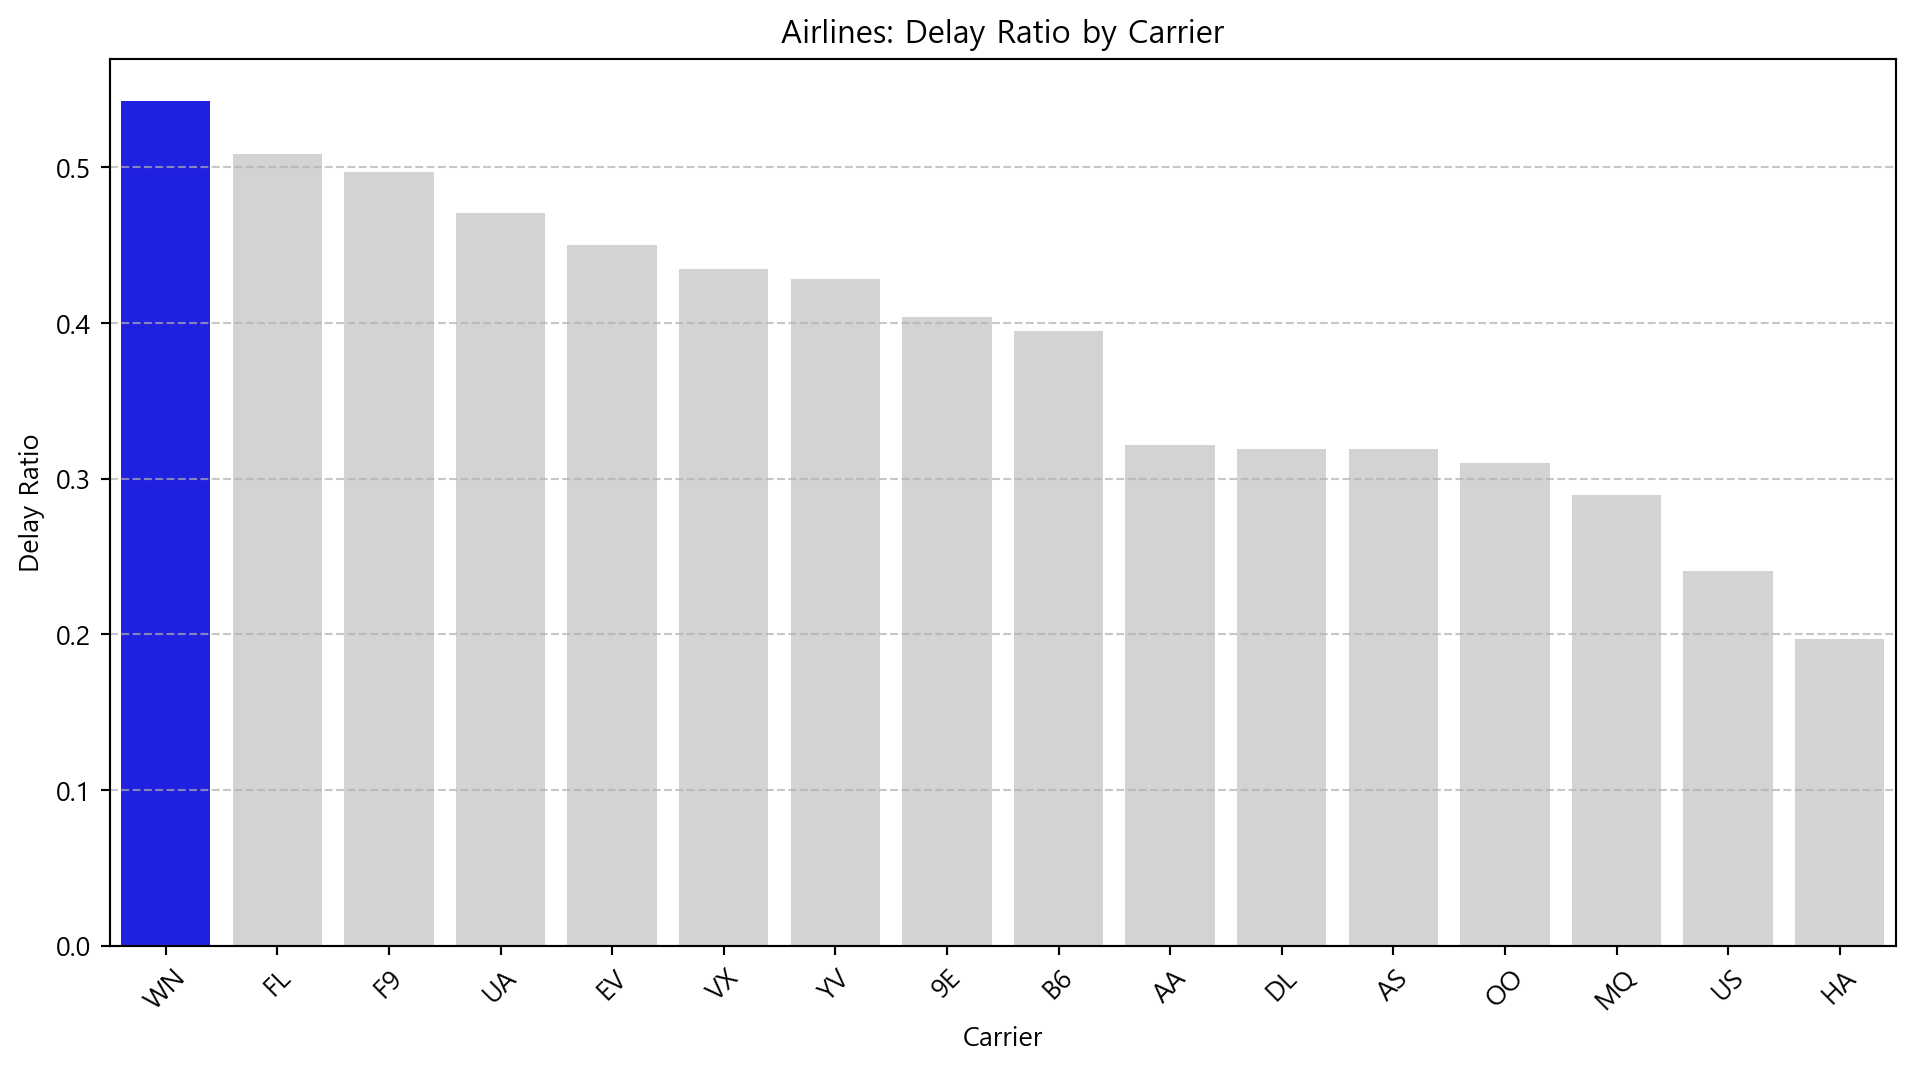 Airlines: Delay Ratio by Carrier
Delay Ratio
0.5
0.4
0.3
0.2
0.1
0.0
WN FL F9 UA EV VX YV 9E B6 AA DL AS OO MQ US HA
Carrier